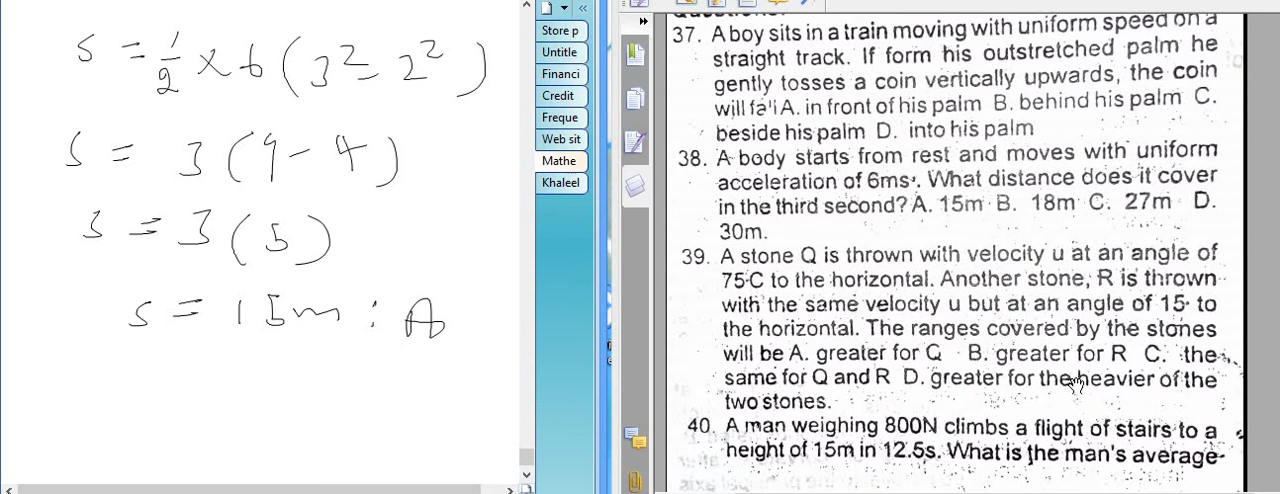 s = 1/2 × 6 (3² - 2²)
s = 3 (9 - 4)
s = 3 (5)
s = 15m : A
Store p
Untitle
Financi
Credit
Freque
Web sit
Mathe
Khaleel
37. A boy sits in a train moving with uniform speed on a
straight track. If form his outstretched palm he
gently tosses a coin vertically upwards, the coin
will fa'l A. in front of his palm B. behind his palm C.
beside his palm D. into his palm
38. A body starts from rest and moves with uniform
acceleration of 6ms. What distance does it cover
in the third second? A. 15m B. 18m C. 27m D.
30m.
39. A stone Q is thrown with velocity u at an angle of
75·C to the horizontal. Another stone, R is thrown
with the same velocity u but at an angle of 15· to
the horizontal. The ranges covered by the stones
will be A. greater for Q B. greater for R C. the
same for Q and R D. greater for the heavier of the
two stones.
40. A man weighing 800N climbs a flight of stairs to a
height of 15m in 12.5s. What is the man's average